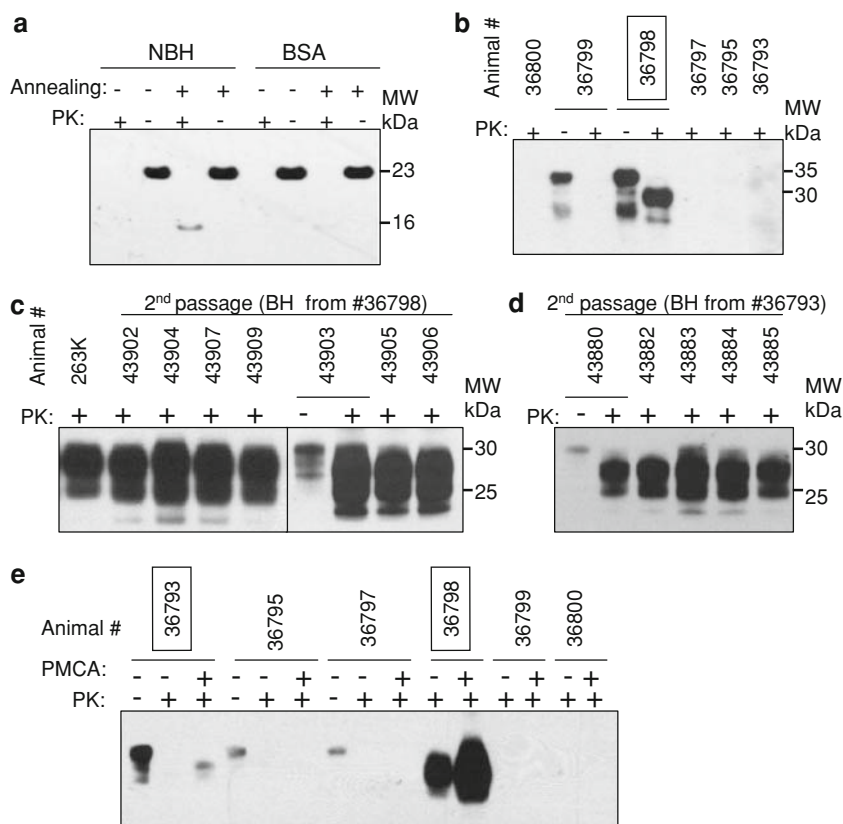 a
NBH BSA
Annealing: - - + + - - + + MW
PK: + - + - + - + - kDa
23
16
b
Animal #
36800
36799
36798
36797
36795
36793
MW
PK: + - + - + + + + kDa
35
30
c
2nd passage (BH from #36798)
Animal #
263K
43902
43904
43907
43909
43903
43905
43906
MW
PK: + + + + + - + + + kDa
30
25
d
2nd passage (BH from #36793)
43880
43882
43883
43884
43885
MW
PK: - + + + + + kDa
30
25
e
Animal #
36793
36795
36797
36798
36799
36800
PMCA: - - + - - + - - + - + - + - +
PK: - + + - + + - + + + + + + + +